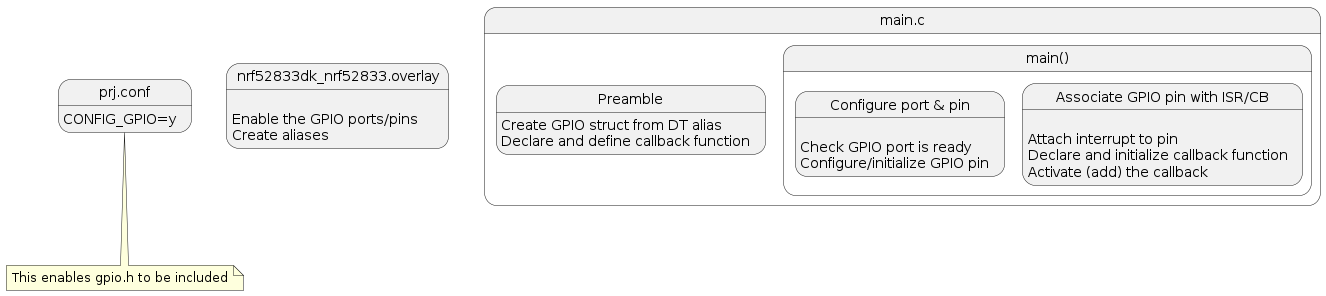 prj.conf
CONFIG_GPIO=y
This enables gpio.h to be included
nrf52833dk_nrf52833.overlay
Enable the GPIO ports/pins
Create aliases
main.c
Preamble
Create GPIO struct from DT alias
Declare and define callback function
main()
Configure port & pin
Check GPIO port is ready
Configure/initialize GPIO pin
Associate GPIO pin with ISR/CB
Attach interrupt to pin
Declare and initialize callback function
Activate (add) the callback